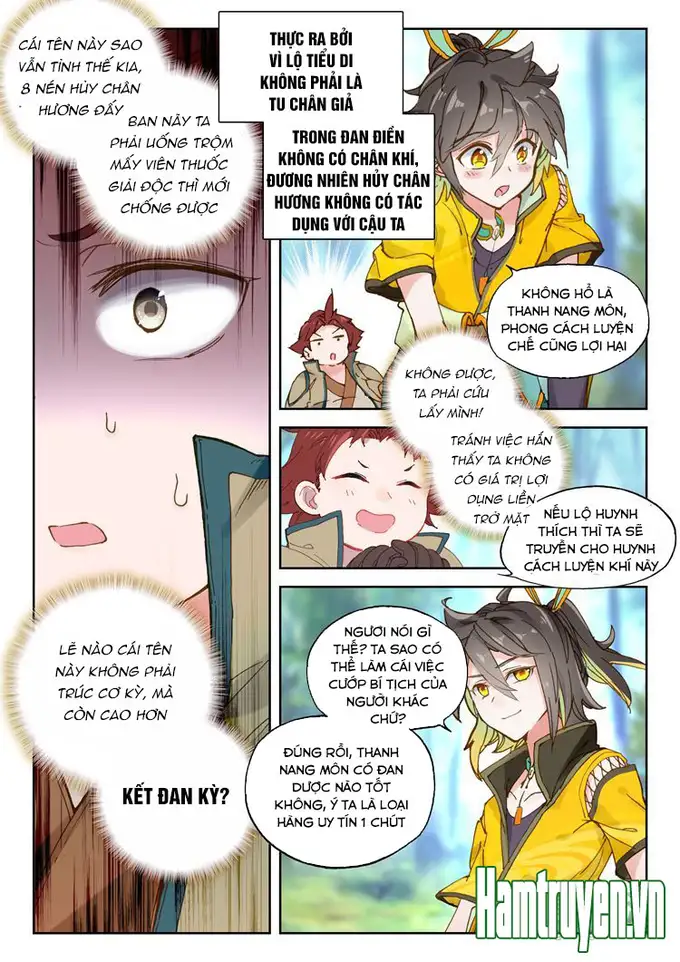 CÁI TÊN NÀY SAO
VẪN TỈNH THẾ KIA,
8 NÉN HỦY CHÂN
HƯƠNG ĐẤY
BAN NÃY TA
PHẢI UỐNG TRỘM
MẤY VIÊN THUỐC
GIẢI ĐỘC THÌ MỚI
CHỐNG ĐƯỢC
THỰC RA BỞI
VÌ LỘ TIỂU DI
KHÔNG PHẢI LÀ
TU CHÂN GIẢ
TRONG ĐAN ĐIỀN
KHÔNG CÓ CHÂN KHÍ,
ĐƯƠNG NHIÊN HỦY CHÂN
HƯƠNG KHÔNG CÓ TÁC
DỤNG VỚI CẬU TA
KHÔNG HỔ LÀ
THANH NANG MÔN,
PHONG CÁCH LUYỆN
CHẾ CŨNG LỢI HẠI
KHÔNG ĐƯỢC,
TA PHẢI CỨU
LẤY MÌNH!
TRÁNH VIỆC HẮN
THẤY TA KHÔNG
CÓ GIÁ TRỊ LỢI
DỤNG LIỀN
TRỞ MẶT
NẾU LỘ HUYNH
THÍCH THÌ TA SẼ
TRUYỀN CHO HUYNH
CÁCH LUYỆN KHÍ NÀY
LẼ NÀO CÁI TÊN
NÀY KHÔNG PHẢI
TRÚC CƠ KỲ, MÀ
CÒN CAO HƠN
KẾT ĐAN KỲ?
NGƯƠI NÓI GÌ
THẾ? TA SAO CÓ
THỂ LÀM CÁI VIỆC
CƯỚP BÍ TỊCH CỦA
NGƯỜI KHÁC
CHỨ?
ĐÚNG RỒI, THANH
NANG MÔN CÓ ĐAN
DƯỢC NÀO TỐT
KHÔNG, Ý TA LÀ LOẠI
HÀNG UY TÍN 1 CHÚT
Hamtruyen.vn